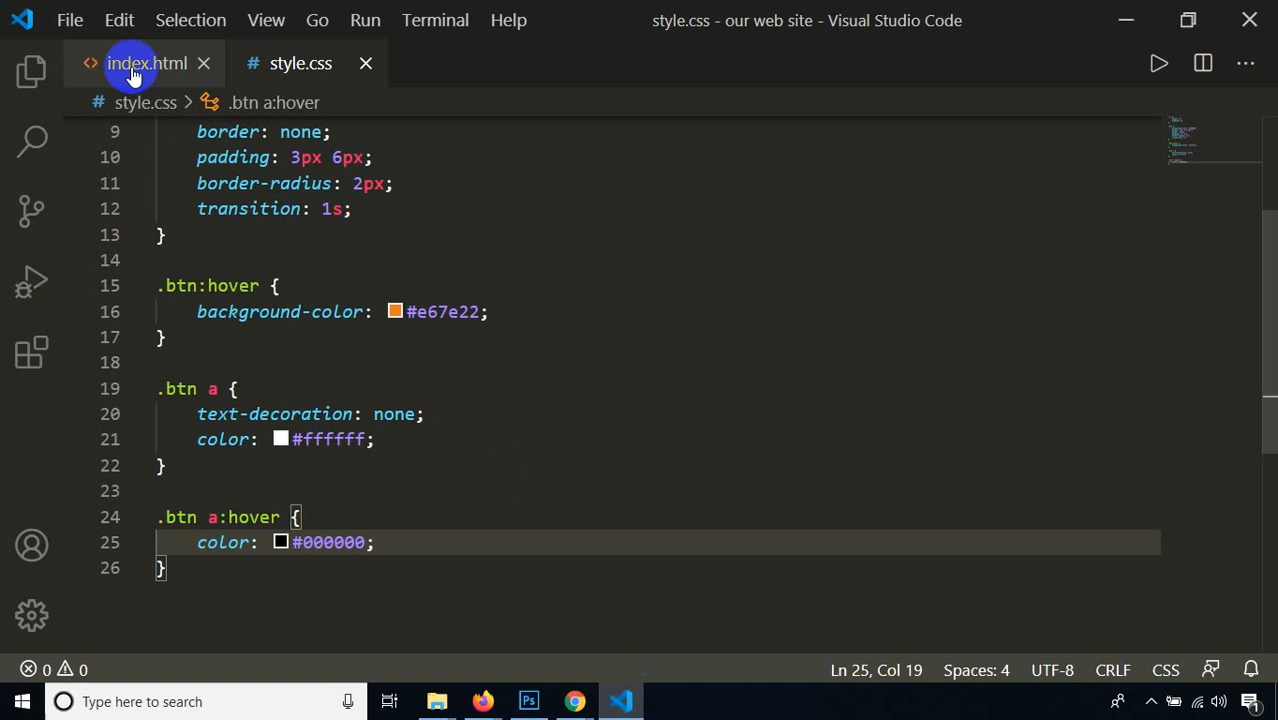 File Edit Selection View Go Run Terminal Help style.css - our web site - Visual Studio Code
index.html # style.css
# style.css > .btn a:hover
9 border: none;
10 padding: 3px 6px;
11 border-radius: 2px;
12 transition: 1s;
13 }
14
15 .btn:hover {
16 background-color: #e67e22;
17 }
18
19 .btn a {
20 text-decoration: none;
21 color: #ffffff;
22 }
23
24 .btn a:hover {
25 color: #000000;
26 }
0 0 Ln 25, Col 19 Spaces: 4 UTF-8 CRLF CSS
Type here to search Ps 1